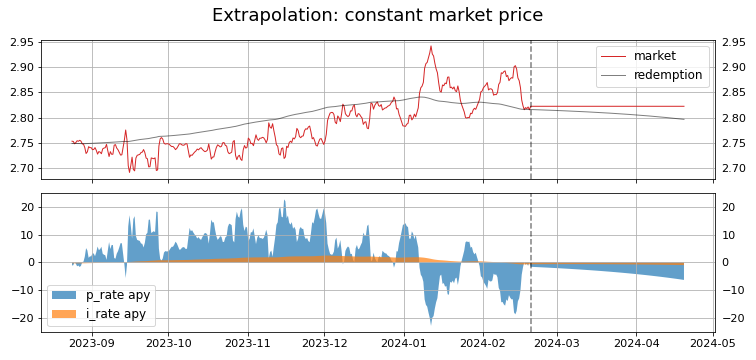 Extrapolation: constant market price
2.95 2.95
2.90 2.90
2.85 2.85
2.80 2.80
2.75 2.75
2.70 2.70
market
redemption
20 20
10 10
0 0
−10 −10
−20 −20
p_rate apy
i_rate apy
2023-09 2023-10 2023-11 2023-12 2024-01 2024-02 2024-03 2024-04 2024-05